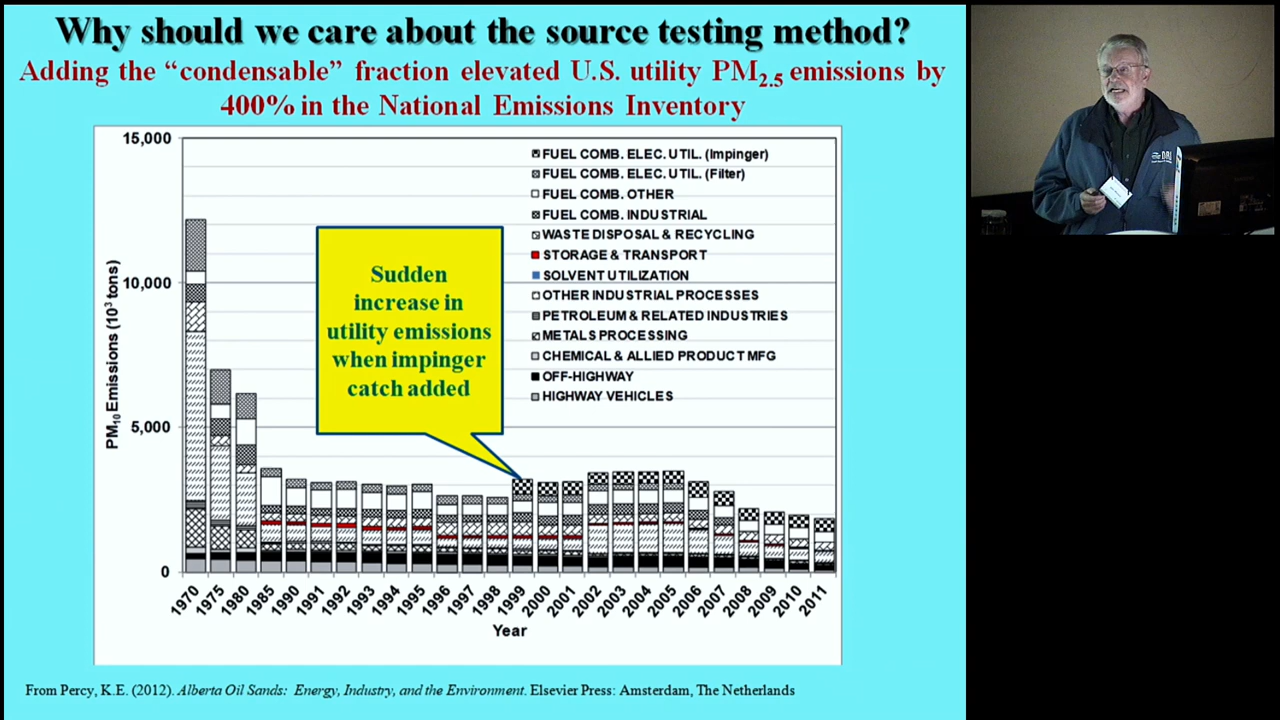 Why should we care about the source testing method?
Adding the “condensable” fraction elevated U.S. utility PM2.5 emissions by
400% in the National Emissions Inventory
15,000
10,000
5,000
0
PM10 Emissions (10³ tons)
FUEL COMB. ELEC. UTIL. (Impinger)
FUEL COMB. ELEC. UTIL. (Filter)
FUEL COMB. OTHER
FUEL COMB. INDUSTRIAL
WASTE DISPOSAL & RECYCLING
STORAGE & TRANSPORT
SOLVENT UTILIZATION
OTHER INDUSTRIAL PROCESSES
PETROLEUM & RELATED INDUSTRIES
METALS PROCESSING
CHEMICAL & ALLIED PRODUCT MFG
OFF-HIGHWAY
HIGHWAY VEHICLES
Sudden
increase in
utility emissions
when impinger
catch added
1970 1975 1980 1985 1990 1991 1992 1993 1994 1995 1996 1997 1998 1999 2000 2001 2002 2003 2004 2005 2006 2007 2008 2009 2010 2011
Year
From Percy, K.E. (2012). Alberta Oil Sands: Energy, Industry, and the Environment. Elsevier Press: Amsterdam, The Netherlands
DRI